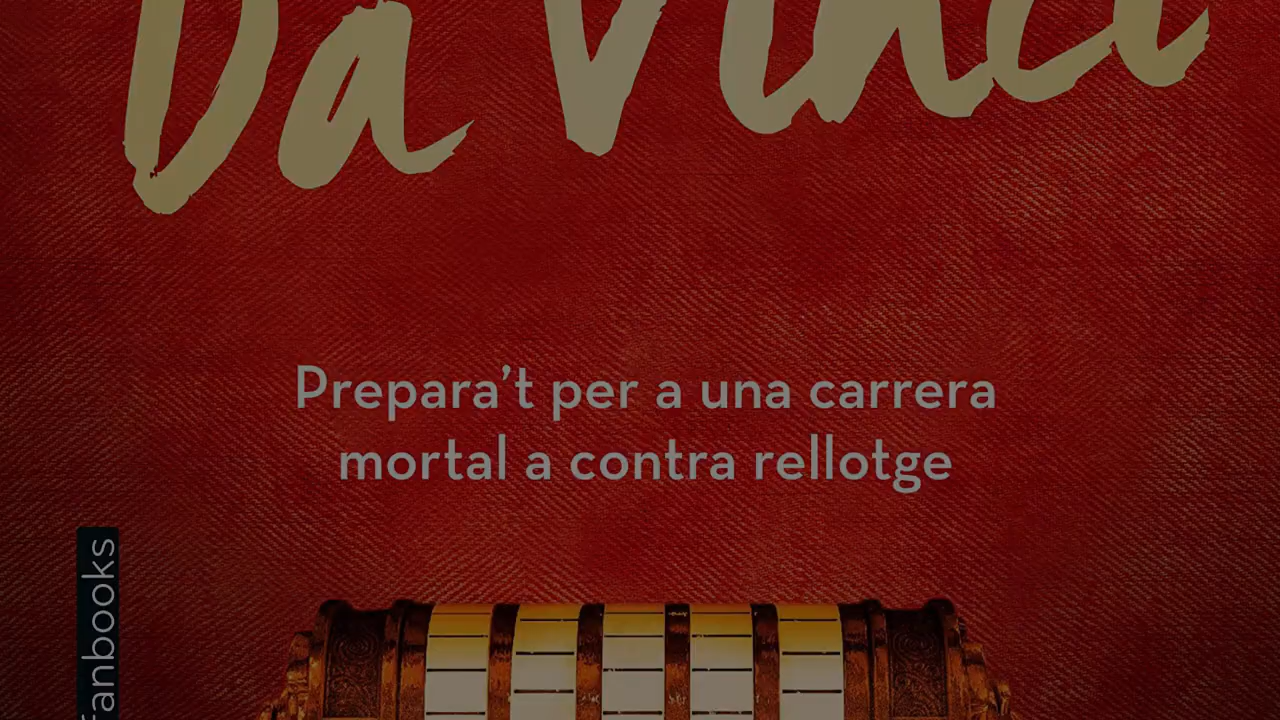 Da Vinci
Prepara't per a una carrera
mortal a contra rellotge
fanbooks